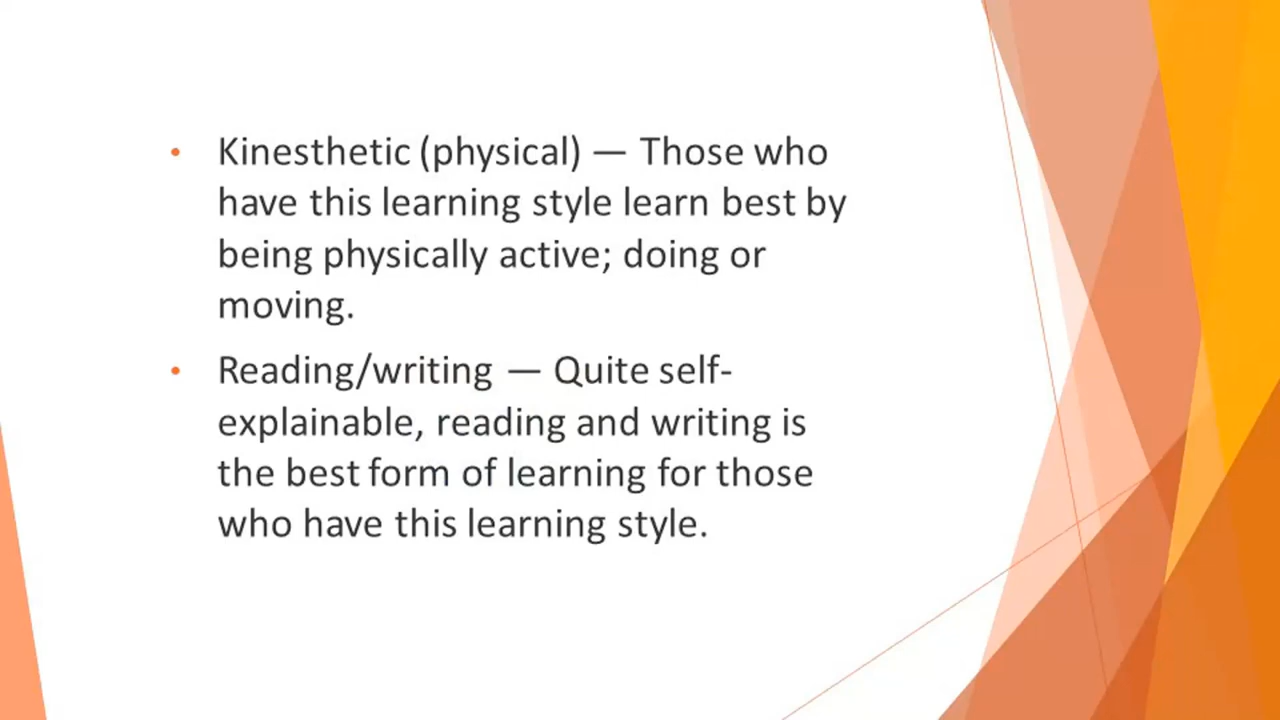 • Kinesthetic (physical) — Those who
have this learning style learn best by
being physically active; doing or
moving.
• Reading/writing — Quite self-
explainable, reading and writing is
the best form of learning for those
who have this learning style.